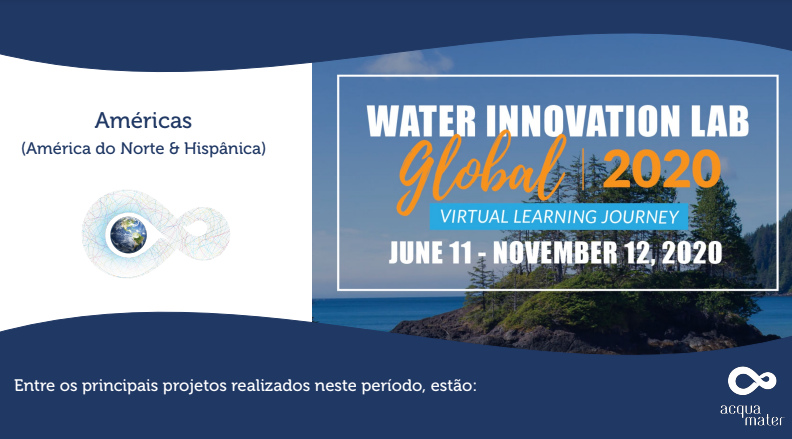 Américas
(América do Norte & Hispânica)
WATER INNOVATION LAB
Global | 2020
VIRTUAL LEARNING JOURNEY
JUNE 11 - NOVEMBER 12, 2020
Entre os principais projetos realizados neste período, estão:
acqua
mater